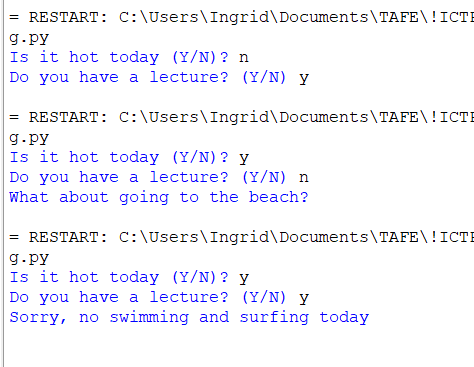 = RESTART: C:\Users\Ingrid\Documents\TAFE\!ICT
g.py
Is it hot today (Y/N)? n
Do you have a lecture? (Y/N) y
= RESTART: C:\Users\Ingrid\Documents\TAFE\!ICT
g.py
Is it hot today (Y/N)? y
Do you have a lecture? (Y/N) n
What about going to the beach?
= RESTART: C:\Users\Ingrid\Documents\TAFE\!ICT
g.py
Is it hot today (Y/N)? y
Do you have a lecture? (Y/N) y
Sorry, no swimming and surfing today